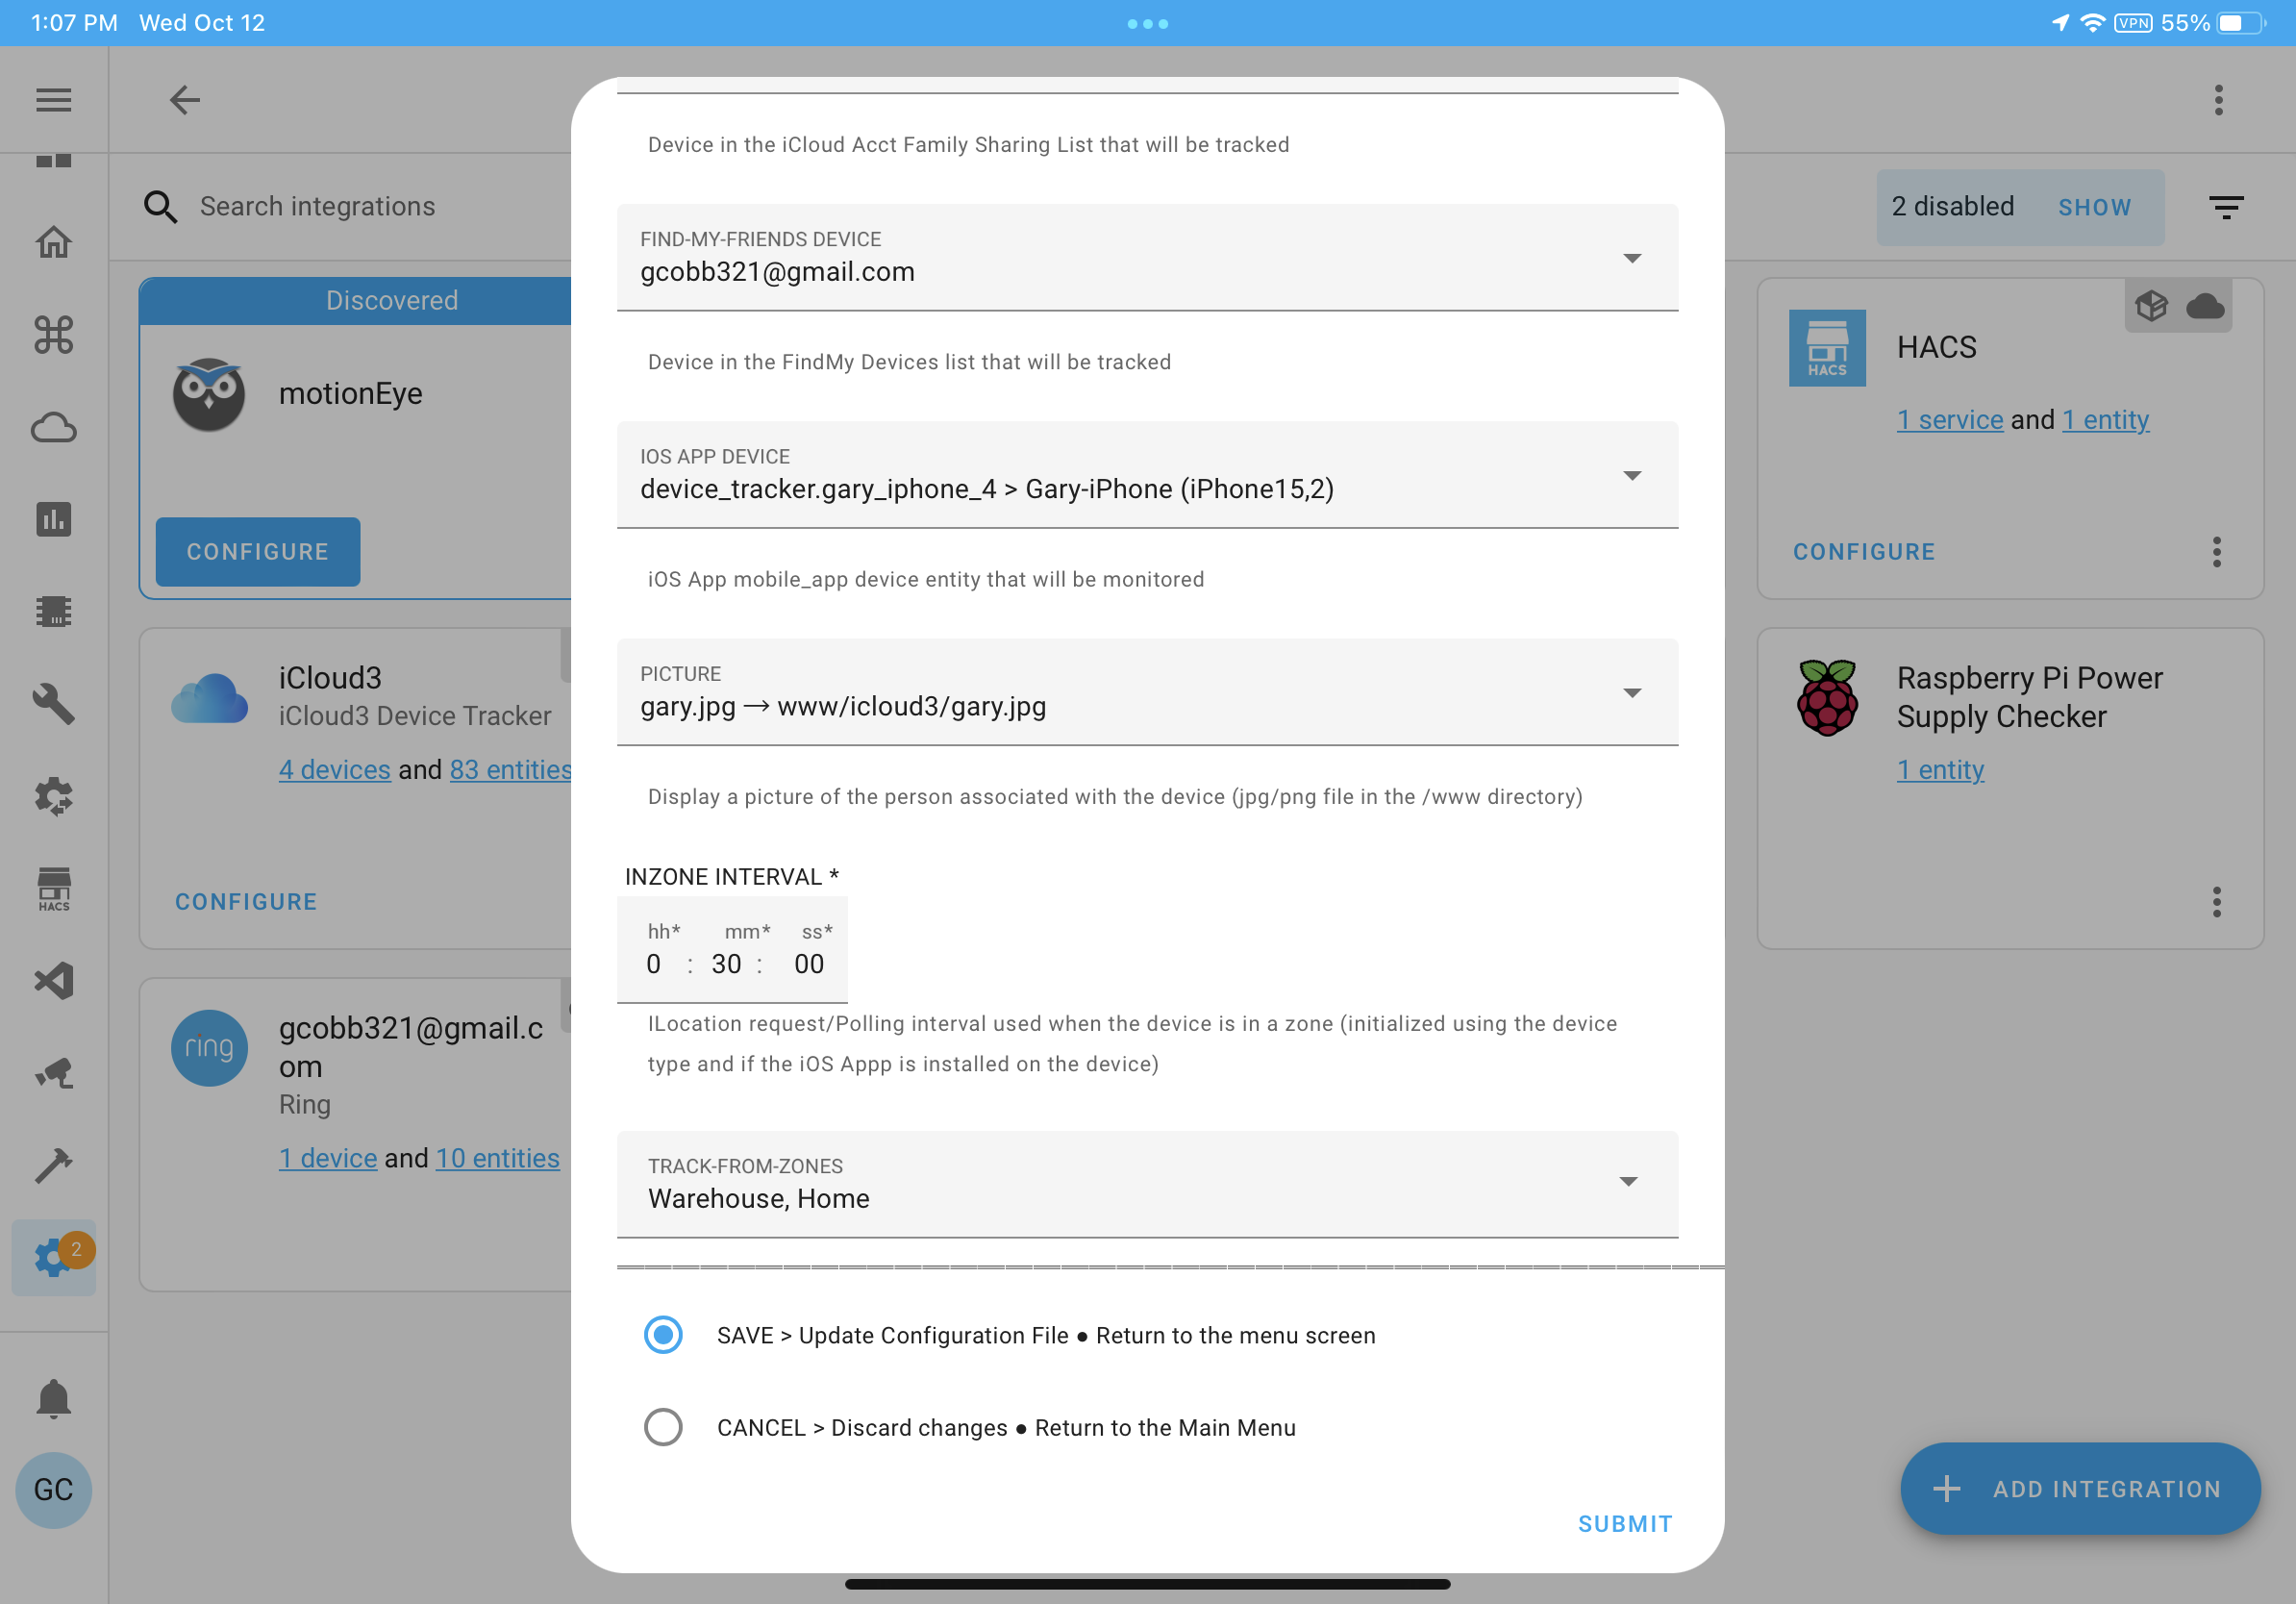 1:07 PM Wed Oct 12
VPN 55%
Search integrations
2 disabled SHOW
Discovered
motionEye
CONFIGURE
iCloud3
iCloud3 Device Tracker
4 devices and 83 entities
CONFIGURE
ring
gcobb321@gmail.c
om
Ring
1 device and 10 entities
HACS
2
GC
Device in the iCloud Acct Family Sharing List that will be tracked
FIND-MY-FRIENDS DEVICE
gcobb321@gmail.com
Device in the FindMy Devices list that will be tracked
IOS APP DEVICE
device_tracker.gary_iphone_4 > Gary-iPhone (iPhone15,2)
iOS App mobile_app device entity that will be monitored
PICTURE
gary.jpg → www/icloud3/gary.jpg
Display a picture of the person associated with the device (jpg/png file in the /www directory)
INZONE INTERVAL *
hh* mm* ss*
0 : 30 : 00
lLocation request/Polling interval used when the device is in a zone (initialized using the device
type and if the iOS Appp is installed on the device)
TRACK-FROM-ZONES
Warehouse, Home
SAVE > Update Configuration File ● Return to the menu screen
CANCEL > Discard changes ● Return to the Main Menu
SUBMIT
HACS
HACS
1 service and 1 entity
CONFIGURE
Raspberry Pi Power
Supply Checker
1 entity
ADD INTEGRATION